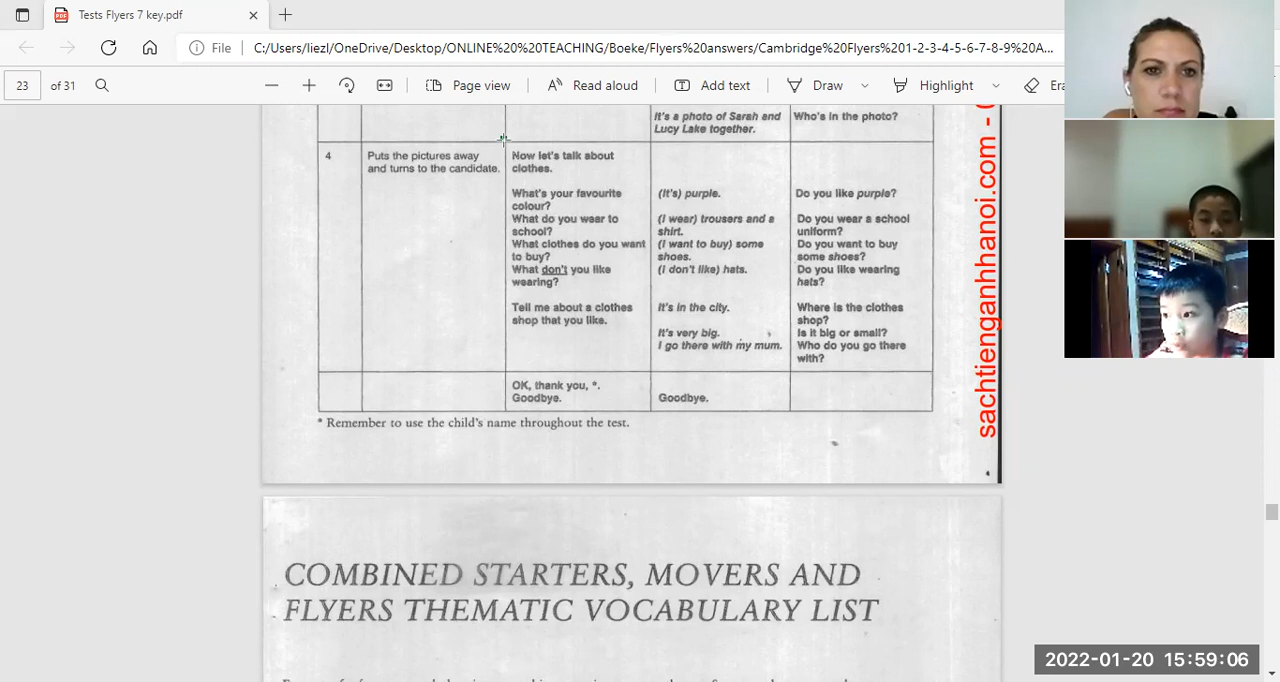 Tests Flyers 7 key.pdf
File
C:/Users/liezl/OneDrive/Desktop/ONLINE%20%20TEACHING/Boeke/Flyers%20answers/Cambridge%20Flyers%201-2-3-4-5-6-7-8-9%20A...
23 of 31
Page view
Read aloud
Add text
Draw
Highlight
Era
It's a photo of Sarah and
Lucy Lake together.
Who's in the photo?
4
Puts the pictures away
and turns to the candidate.
Now let's talk about
clothes.
What's your favourite
colour?
What do you wear to
school?
What clothes do you want
to buy?
What don't you like
wearing?
Tell me about a clothes
shop that you like.
(It's) purple.
(I wear) trousers and a
shirt.
(I want to buy) some
shoes.
(I don't like) hats.
It's in the city.
It's very big.
I go there with my mum.
Do you like purple?
Do you wear a school
uniform?
Do you want to buy
some shoes?
Do you like wearing
hats?
Where is the clothes
shop?
Is it big or small?
Who do you go there
with?
OK, thank you, *.
Goodbye.
Goodbye.
* Remember to use the child's name throughout the test.
sachtienganhhanoi.com - (
COMBINED STARTERS, MOVERS AND
FLYERS THEMATIC VOCABULARY LIST
2022-01-20 15:59:06